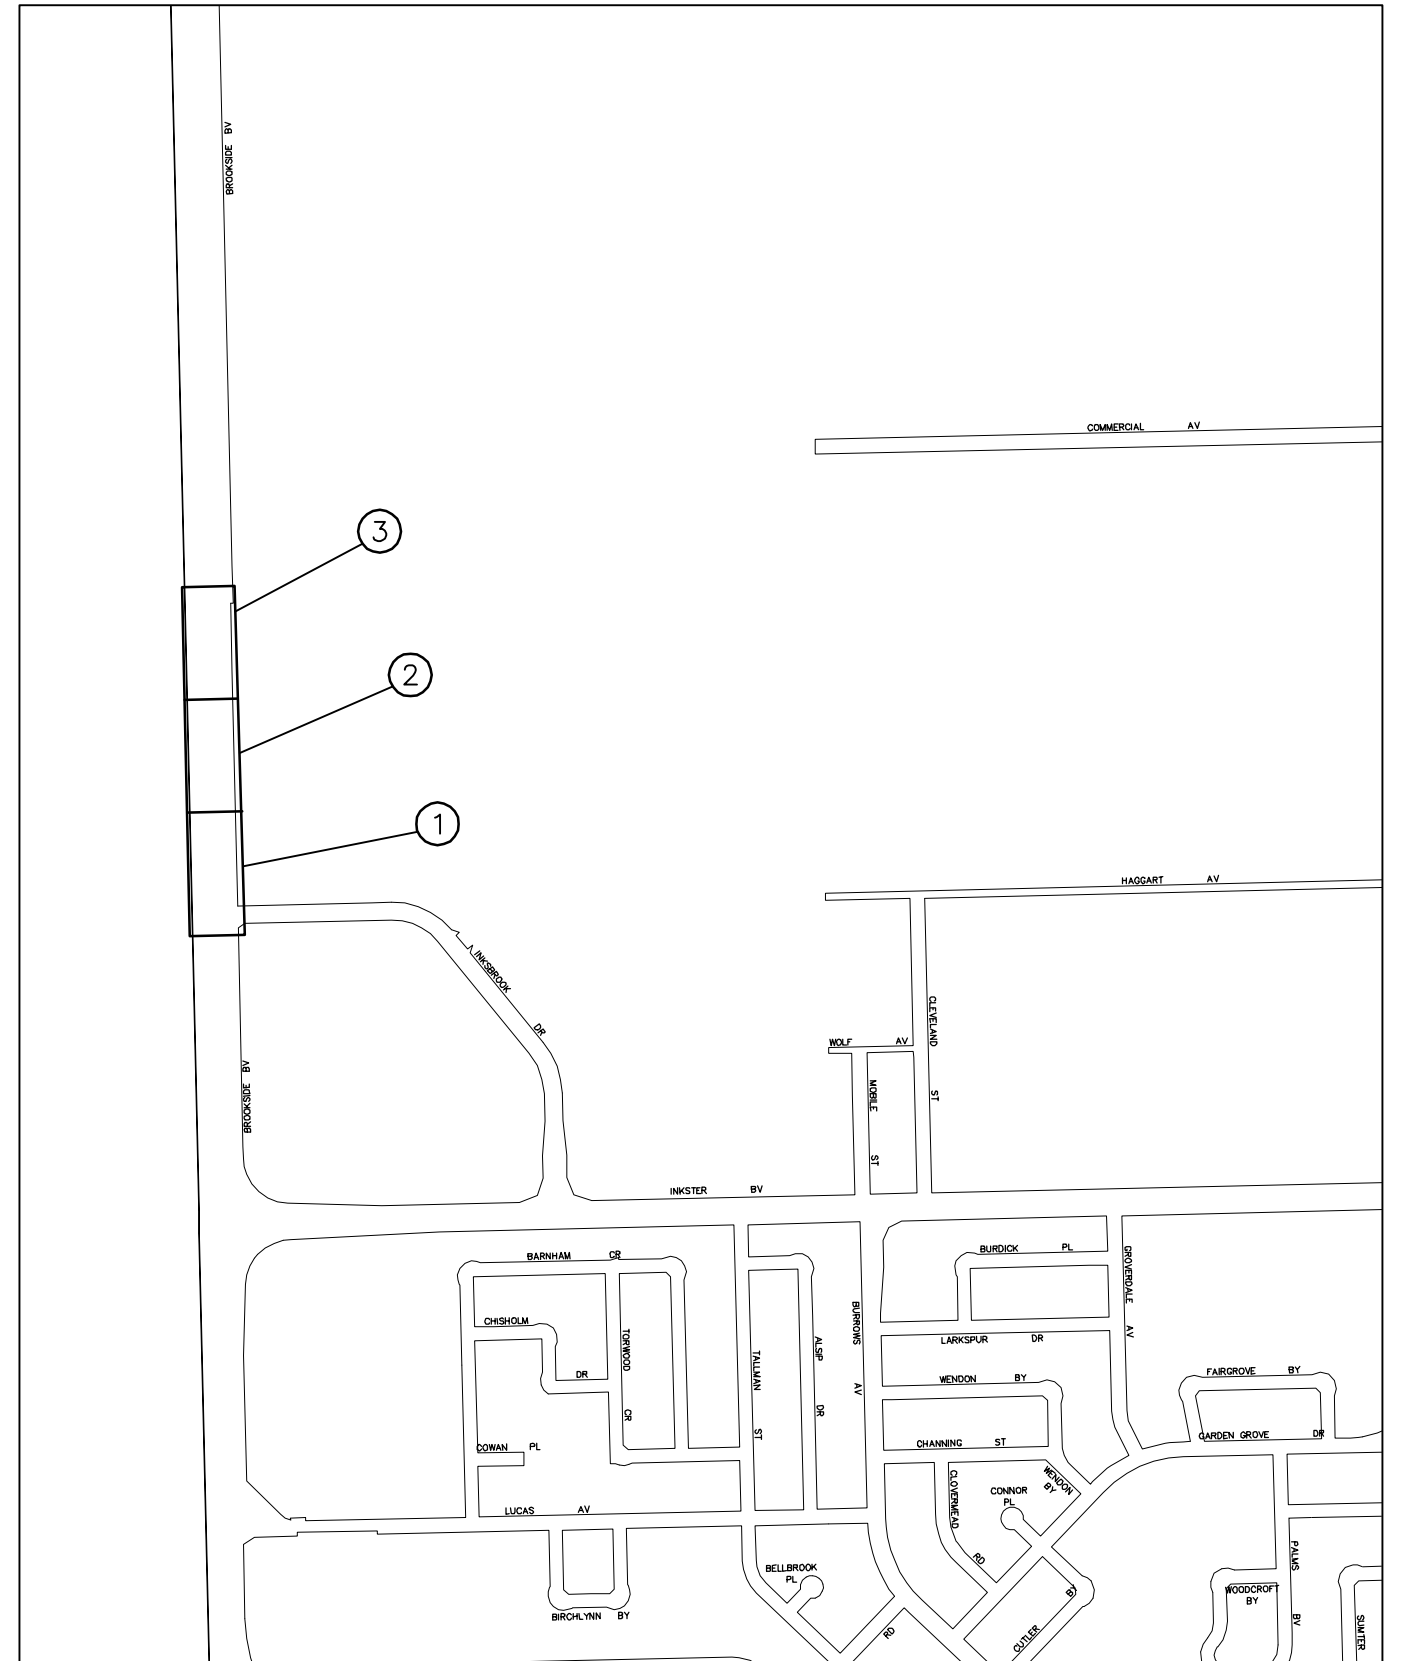 BROOKSIDE BV
COMMERCIAL AV
3
2
1
HAGGART AV
INKSBROOK DR
CLEVELAND ST
WOLF AV
MOBILE ST
BROOKSIDE BV
INKSTER BV
BARNHAM CR
BURDICK PL
GROVERDALE AV
CHISHOLM DR
TORWOOD CR
TALLMAN ST
ALSIP DR
BURROWS AV
LARKSPUR DR
WENDON BY
FAIRGROVE BY
COWAN PL
CHANNING ST
GARDEN GROVE DR
WENDON BY
CLOVERMEAD RD
CONNOR PL
LUCAS AV
BELLBROOK PL
PALMS BV
WOODCROFT BY
BIRCHLYNN BY
RD
CUTLER BY
SUMTER